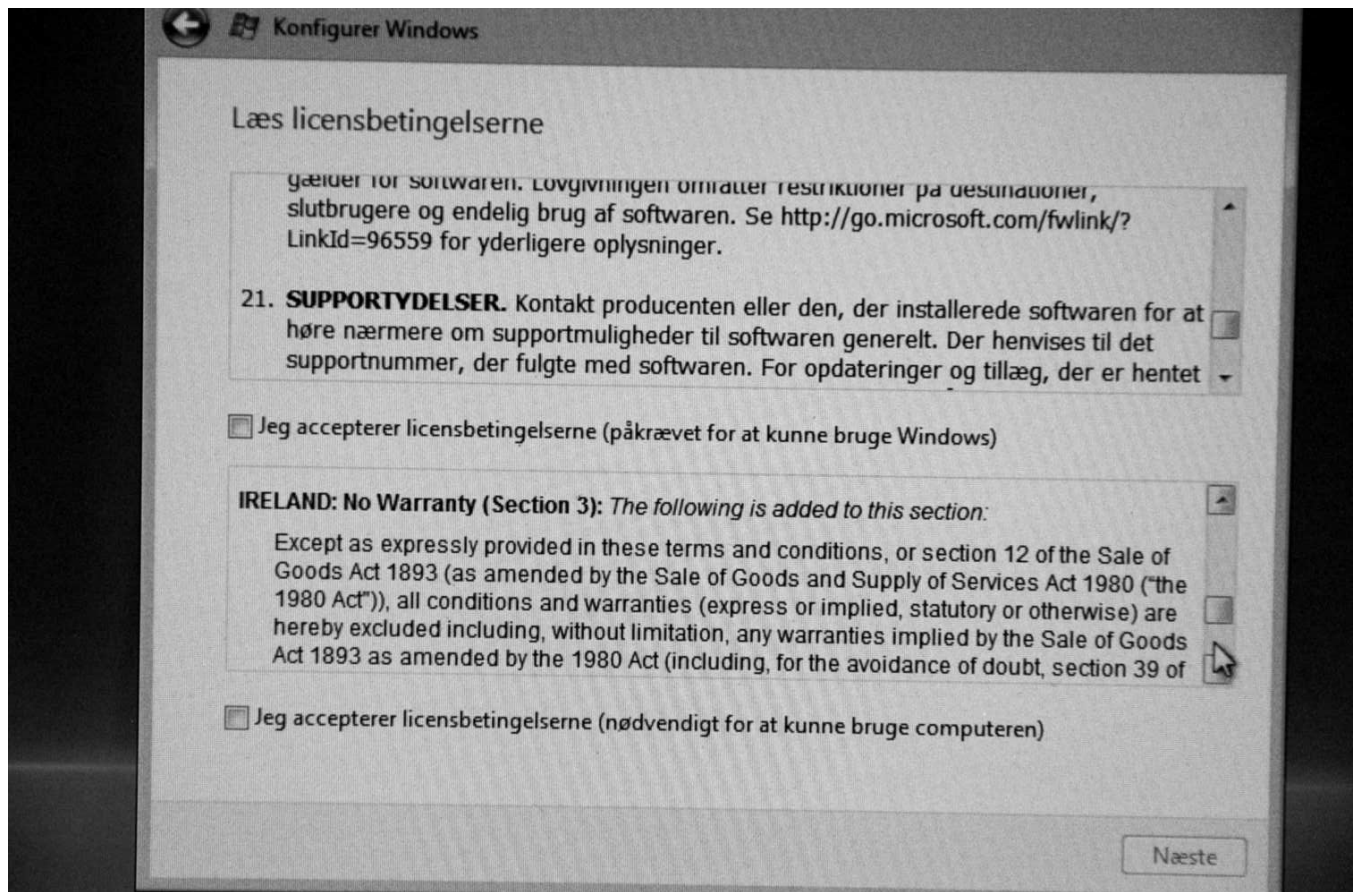 Konfigurer Windows
Læs licensbetingelserne
gælder for softwaren. Lovgivningen omfatter restriktioner på destinationer,
slutbrugere og endelig brug af softwaren. Se http://go.microsoft.com/fwlink/?
LinkId=96559 for yderligere oplysninger.
21. SUPPORTYDELSER. Kontakt producenten eller den, der installerede softwaren for at
høre nærmere om supportmuligheder til softwaren generelt. Der henvises til det
supportnummer, der fulgte med softwaren. For opdateringer og tillæg, der er hentet
Jeg accepterer licensbetingelserne (påkrævet for at kunne bruge Windows)
IRELAND: No Warranty (Section 3): The following is added to this section:
Except as expressly provided in these terms and conditions, or section 12 of the Sale of
Goods Act 1893 (as amended by the Sale of Goods and Supply of Services Act 1980 ("the
1980 Act")), all conditions and warranties (express or implied, statutory or otherwise) are
hereby excluded including, without limitation, any warranties implied by the Sale of Goods
Act 1893 as amended by the 1980 Act (including, for the avoidance of doubt, section 39 of
Jeg accepterer licensbetingelserne (nødvendigt for at kunne bruge computeren)
Næste